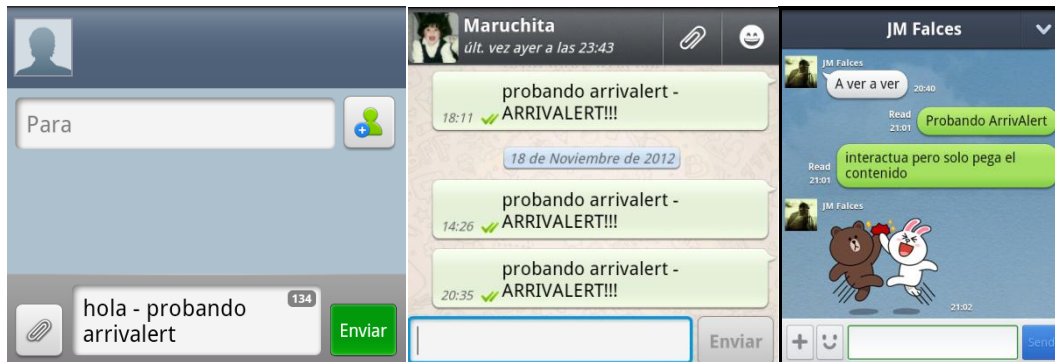 Para
134
hola - probando
arrivalert
Enviar
Maruchita
últ. vez ayer a las 23:43
probando arrivalert -
18:11 ARRIVALERT!!!
18 de Noviembre de 2012
probando arrivalert -
14:26 ARRIVALERT!!!
probando arrivalert -
20:35 ARRIVALERT!!!
Enviar
JM Falces
JM Falces
A ver a ver 20:40
Read
21:01 Probando ArrivAlert
interactua pero solo pega el
Read
21:01 contenido
JM Falces
21:02
Send